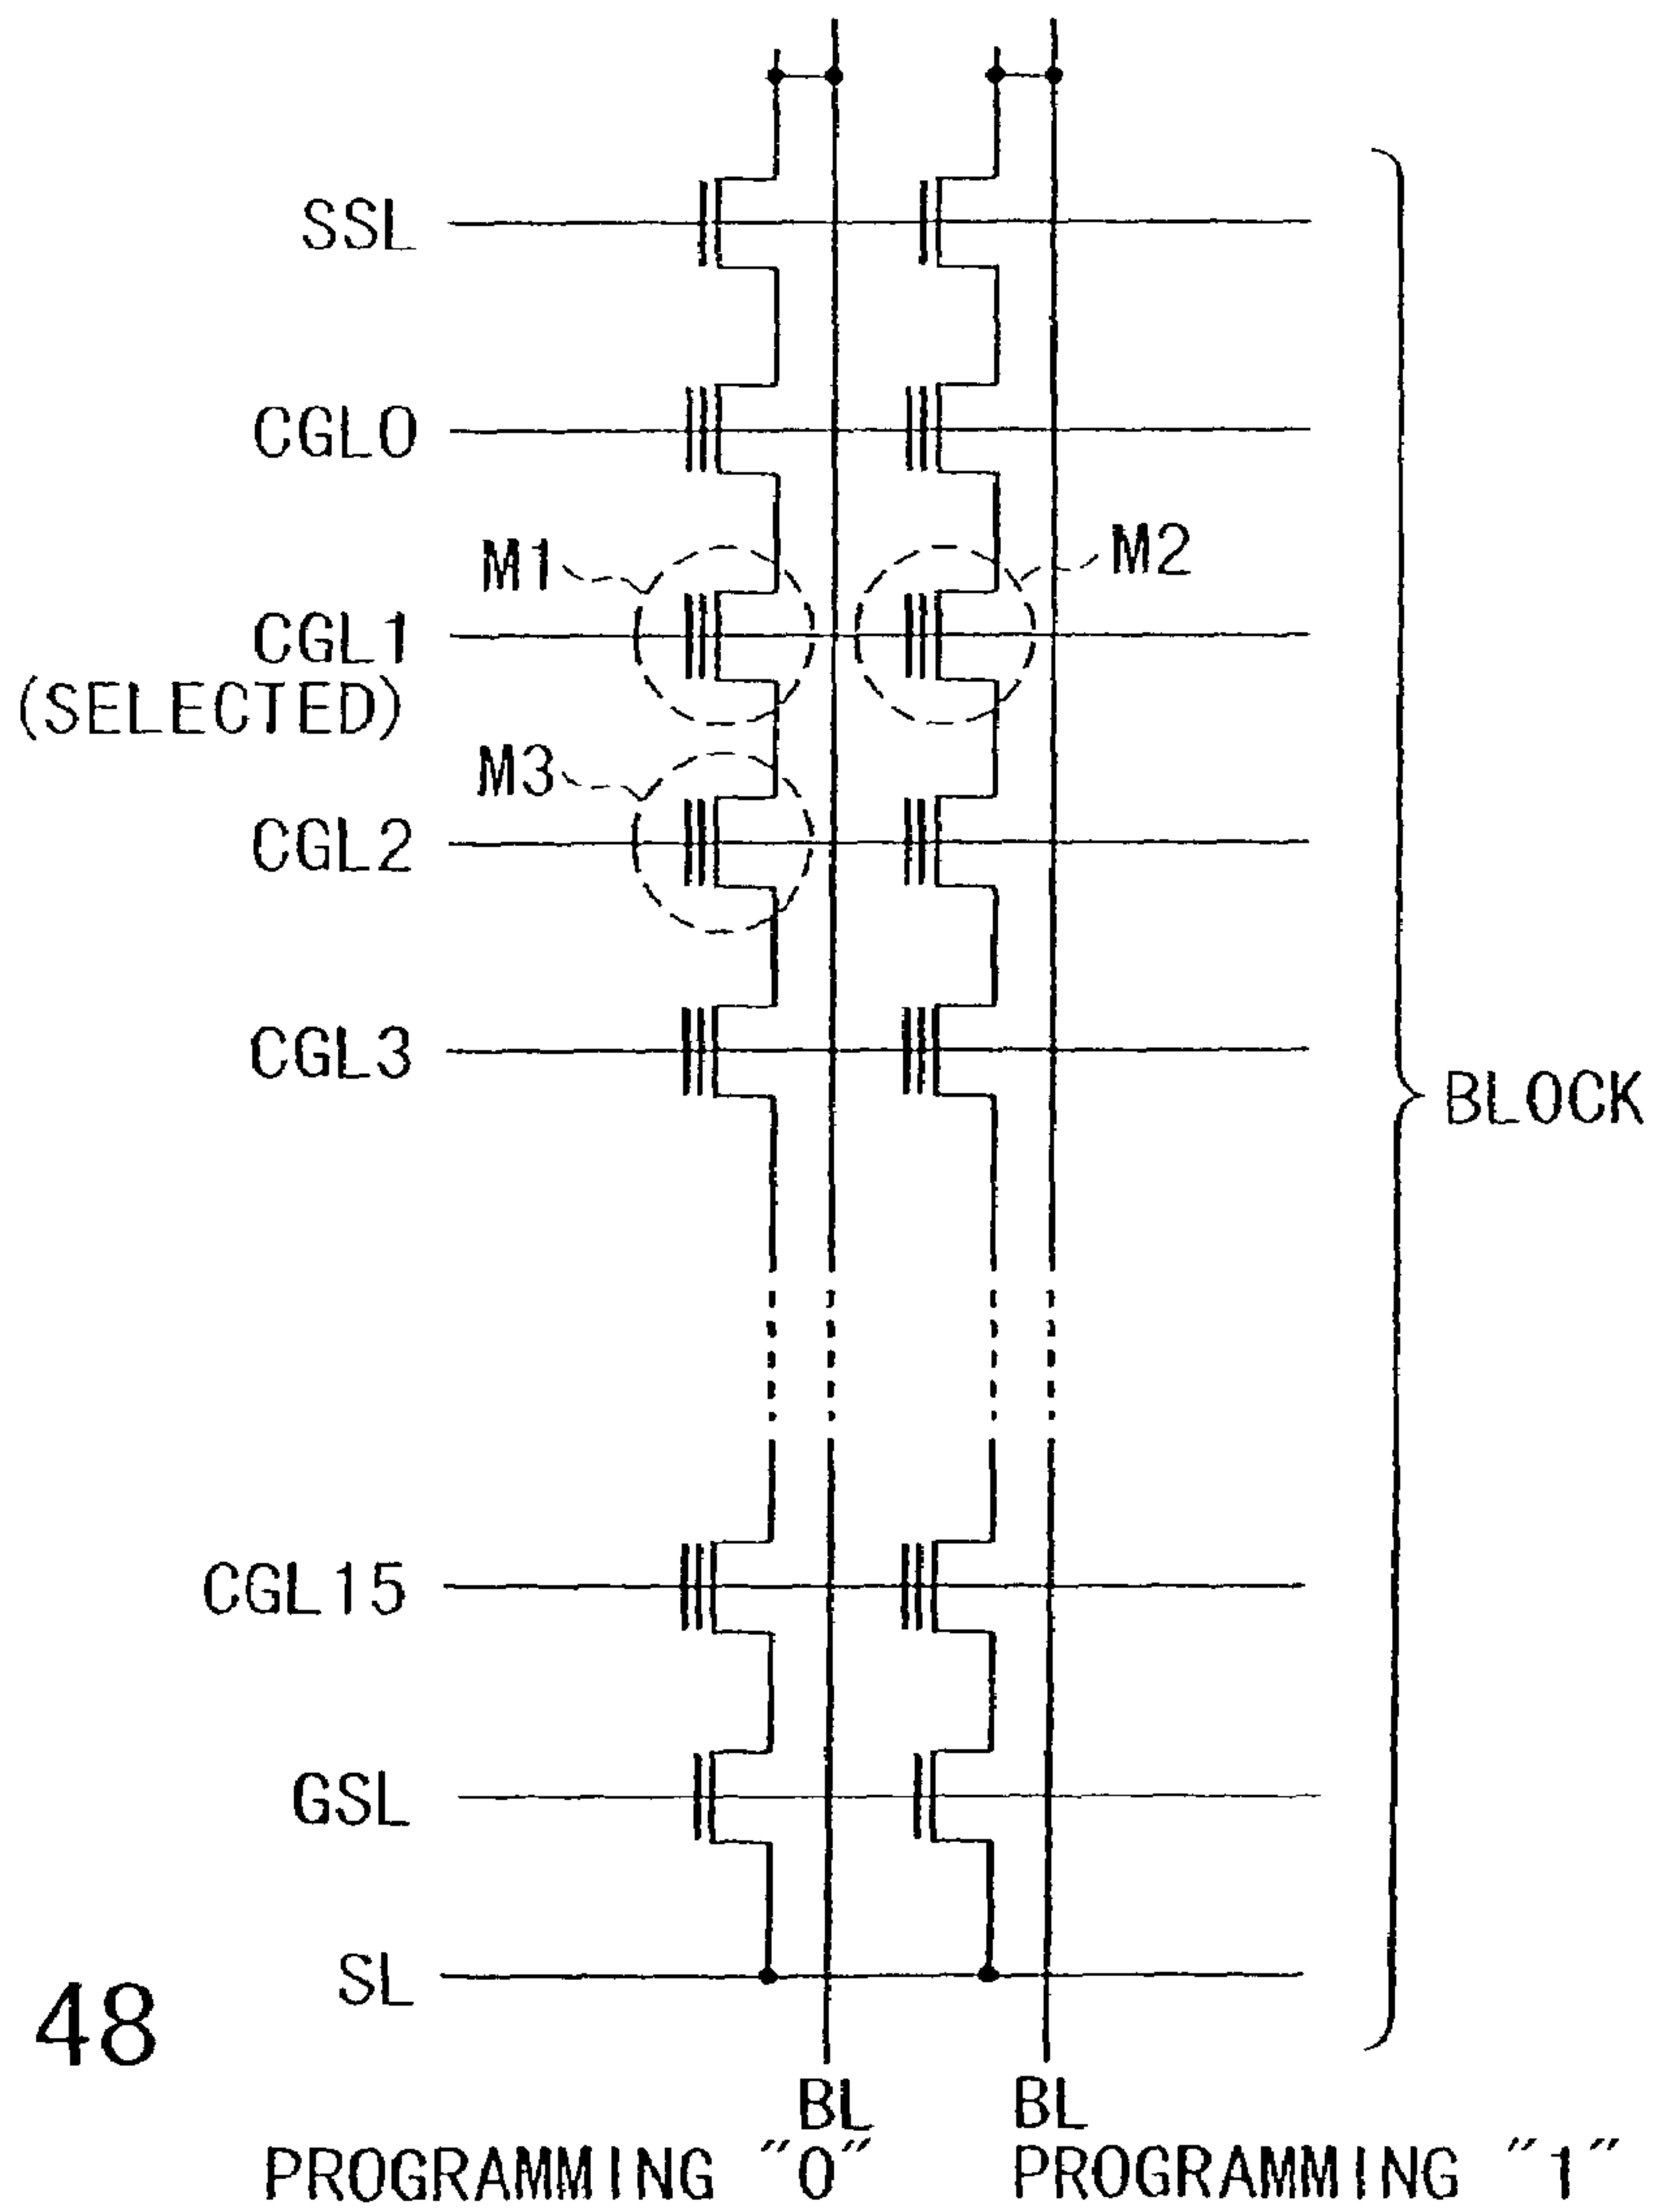 SSL
CGL0
M1
M2
CGL1
(SELECTED)
M3
CGL2
CGL3
BLOCK
CGL15
GSL
SL
48
BL
BL
PROGRAMMING "0"
PROGRAMMING "1"